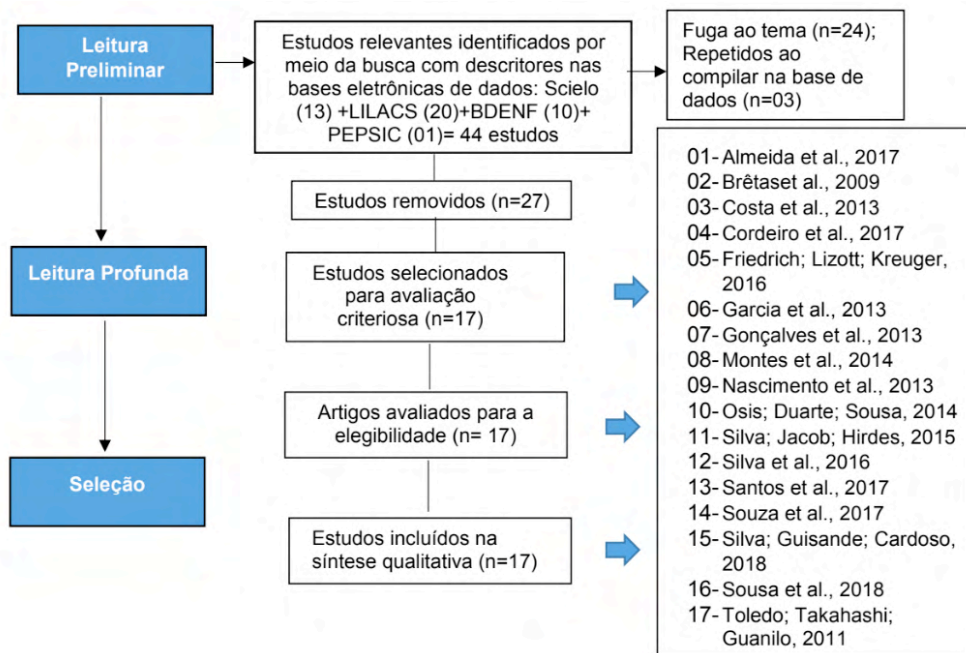 Leitura
Preliminar
Estudos relevantes identificados por
meio da busca com descritores nas
bases eletrônicas de dados: Scielo
(13) +LILACS (20)+BDENF (10)+
PEPSIC (01)= 44 estudos
Fuga ao tema (n=24);
Repetidos ao
compilar na base de
dados (n=03)
Estudos removidos (n=27)
Leitura Profunda
Estudos selecionados
para avaliação
criteriosa (n=17)
Artigos avaliados para a
elegibilidade (n= 17)
Seleção
Estudos incluídos na
síntese qualitativa (n=17)
01- Almeida et al., 2017
02- Brêtaset al., 2009
03- Costa et al., 2013
04- Cordeiro et al., 2017
05- Friedrich; Lizott; Kreuger,
2016
06- Garcia et al., 2013
07- Gonçalves et al., 2013
08- Montes et al., 2014
09- Nascimento et al., 2013
10- Osis; Duarte; Sousa, 2014
11- Silva; Jacob; Hirdes, 2015
12- Silva et al., 2016
13- Santos et al., 2017
14- Souza et al., 2017
15- Silva; Guisande; Cardoso,
2018
16- Sousa et al., 2018
17- Toledo; Takahashi;
Guanilo, 2011